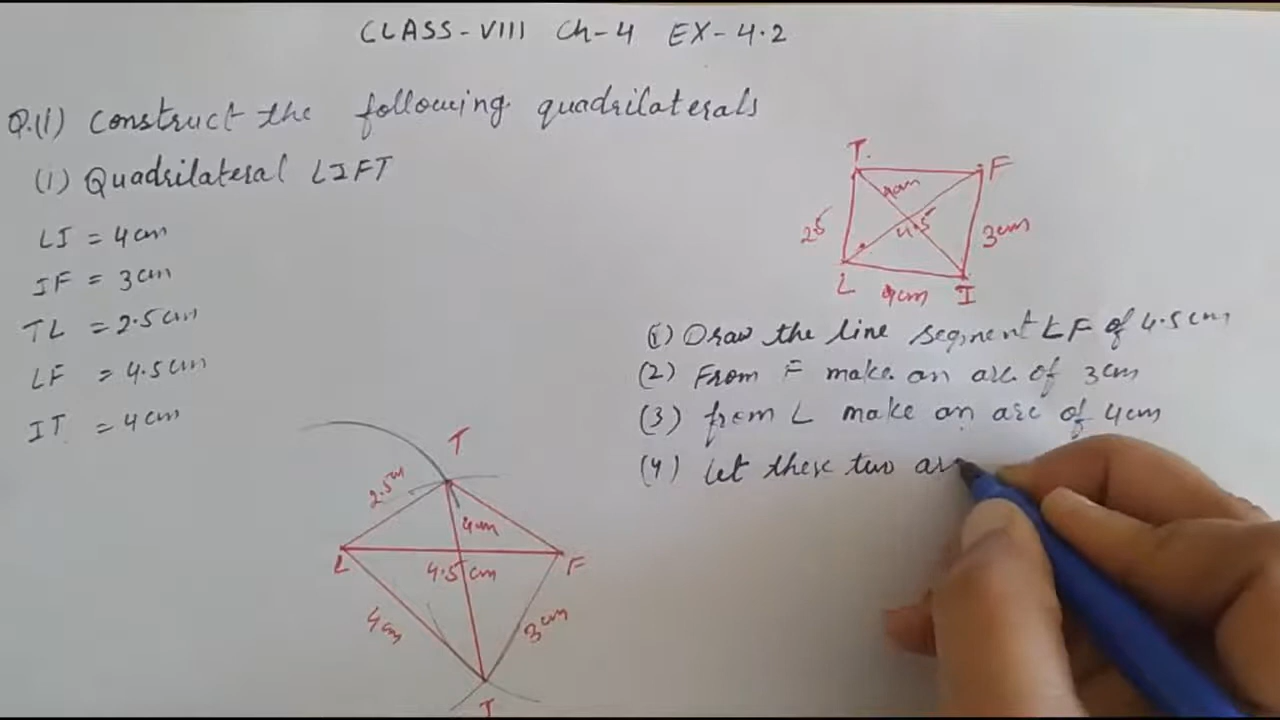 CLASS-VIII Ch-4 EX-4.2
Q.(1) Construct the following quadrilaterals
(i) Quadrilateral LIFT
LI = 4cm
IF = 3cm
TL = 2.5cm
LF = 4.5cm
IT = 4cm
T F
4cm
2.5 4.5 3cm
L I
4cm
(1) Draw the line segment LF of 4.5cm
(2) From F make an arc of 3cm
(3) from L make an arc of 4cm
(4) Let these two ar
T
2.5cm
4cm
L 4.5cm F
4cm 3cm
I